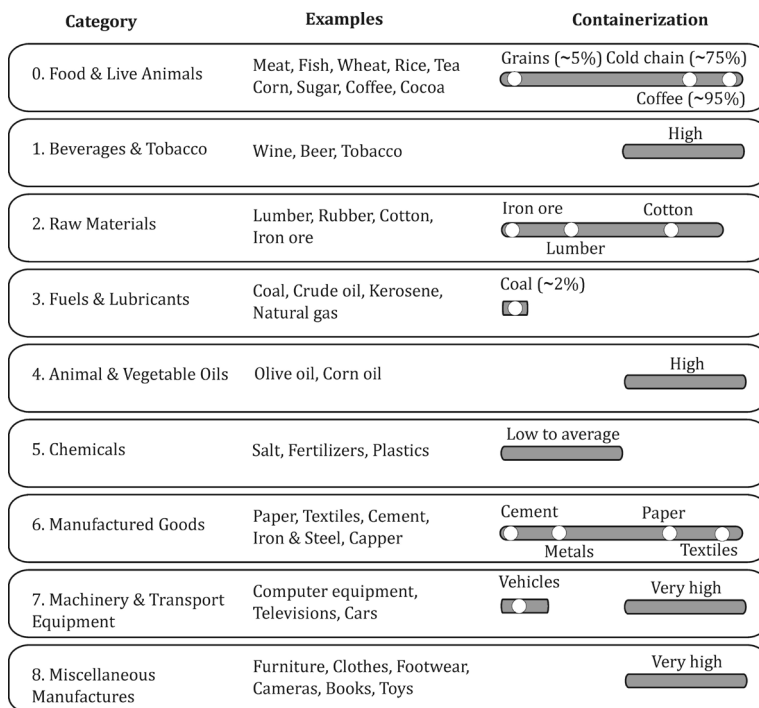 Category Examples Containerization
0. Food & Live Animals
Meat, Fish, Wheat, Rice, Tea
Corn, Sugar, Coffee, Cocoa
Grains (~5%) Cold chain (~75%)
Coffee (~95%)
1. Beverages & Tobacco
Wine, Beer, Tobacco
High
2. Raw Materials
Lumber, Rubber, Cotton,
Iron ore
Iron ore Cotton
Lumber
3. Fuels & Lubricants
Coal, Crude oil, Kerosene,
Natural gas
Coal (~2%)
4. Animal & Vegetable Oils
Olive oil, Corn oil
High
5. Chemicals
Salt, Fertilizers, Plastics
Low to average
6. Manufactured Goods
Paper, Textiles, Cement,
Iron & Steel, Capper
Cement Paper
Metals Textiles
7. Machinery & Transport
Equipment
Computer equipment,
Televisions, Cars
Vehicles Very high
8. Miscellaneous
Manufactures
Furniture, Clothes, Footwear,
Cameras, Books, Toys
Very high